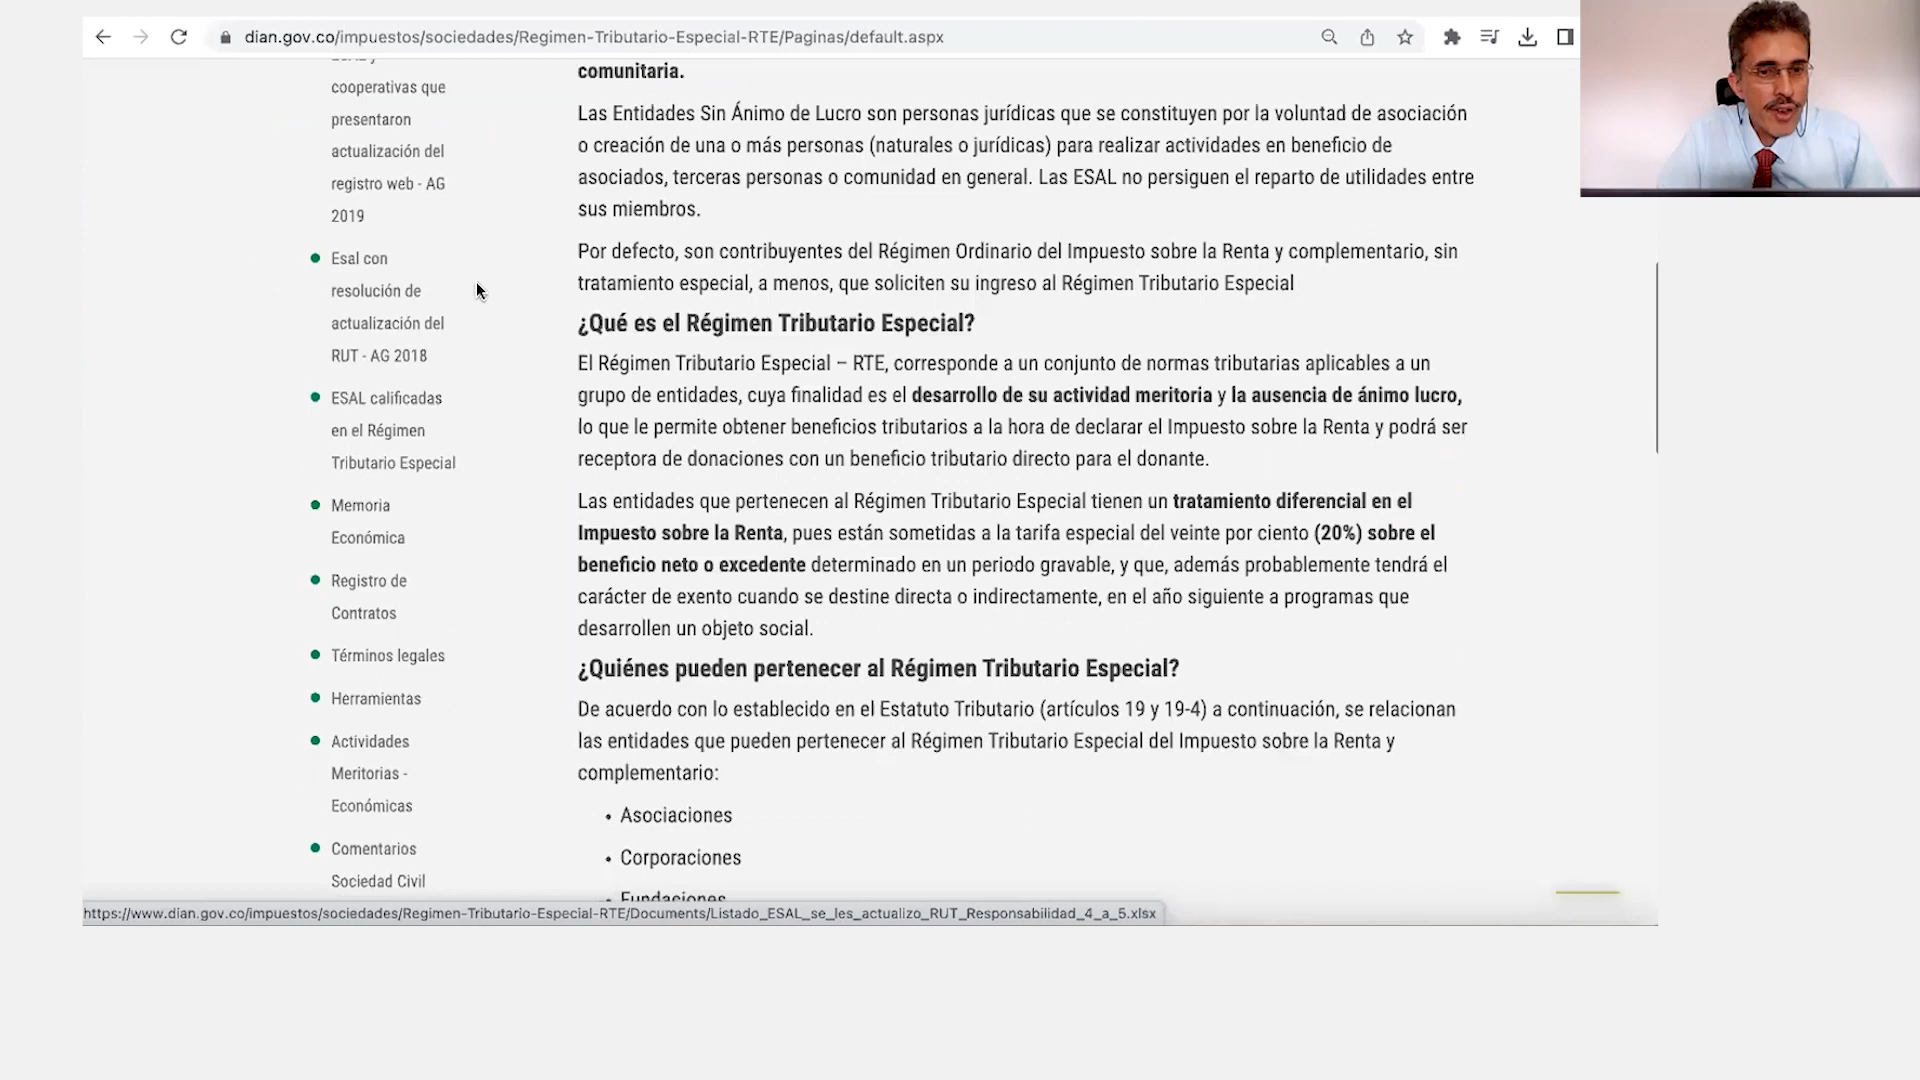 dian.gov.co/impuestos/sociedades/Regimen-Tributario-Especial-RTE/Paginas/default.aspx
cooperativas que
presentaron
actualización del
registro web - AG
2019
Esal con
resolución de
actualización del
RUT - AG 2018
ESAL calificadas
en el Régimen
Tributario Especial
Memoria
Económica
Registro de
Contratos
Términos legales
Herramientas
Actividades
Meritorias -
Económicas
Comentarios
Sociedad Civil
comunitaria.
Las Entidades Sin Ánimo de Lucro son personas jurídicas que se constituyen por la voluntad de asociación
o creación de una o más personas (naturales o jurídicas) para realizar actividades en beneficio de
asociados, terceras personas o comunidad en general. Las ESAL no persiguen el reparto de utilidades entre
sus miembros.
Por defecto, son contribuyentes del Régimen Ordinario del Impuesto sobre la Renta y complementario, sin
tratamiento especial, a menos, que soliciten su ingreso al Régimen Tributario Especial
¿Qué es el Régimen Tributario Especial?
El Régimen Tributario Especial – RTE, corresponde a un conjunto de normas tributarias aplicables a un
grupo de entidades, cuya finalidad es el desarrollo de su actividad meritoria y la ausencia de ánimo lucro,
lo que le permite obtener beneficios tributarios a la hora de declarar el Impuesto sobre la Renta y podrá ser
receptora de donaciones con un beneficio tributario directo para el donante.
Las entidades que pertenecen al Régimen Tributario Especial tienen un tratamiento diferencial en el
Impuesto sobre la Renta, pues están sometidas a la tarifa especial del veinte por ciento (20%) sobre el
beneficio neto o excedente determinado en un periodo gravable, y que, además probablemente tendrá el
carácter de exento cuando se destine directa o indirectamente, en el año siguiente a programas que
desarrollen un objeto social.
¿Quiénes pueden pertenecer al Régimen Tributario Especial?
De acuerdo con lo establecido en el Estatuto Tributario (artículos 19 y 19-4) a continuación, se relacionan
las entidades que pueden pertenecer al Régimen Tributario Especial del Impuesto sobre la Renta y
complementario:
• Asociaciones
• Corporaciones
• Fundaciones
https://www.dian.gov.co/impuestos/sociedades/Regimen-Tributario-Especial-RTE/Documents/Listado_ESAL_se_les_actualizo_RUT_Responsabilidad_4_a_5.xlsx